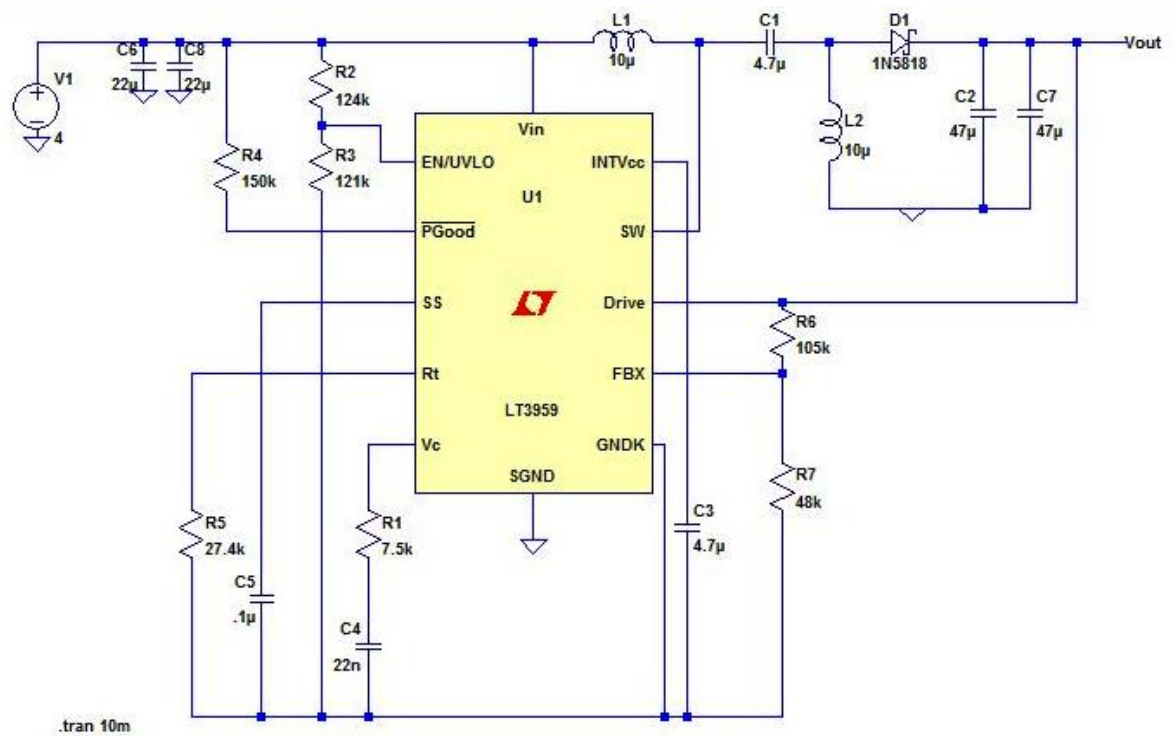 L1
10µ
C1
4.7µ
D1
1N5818
Vout
V1
4
C6
22µ
C8
22µ
R2
124k
R3
121k
R4
150k
L2
10µ
C2
47µ
C7
47µ
Vin
EN/UVLO
INTVcc
U1
PGood
SW
SS
Drive
R6
105k
Rt
FBX
LT3959
Vc
GNDK
SGND
R7
48k
R5
27.4k
R1
7.5k
C3
4.7µ
C5
.1µ
C4
22n
.tran 10m